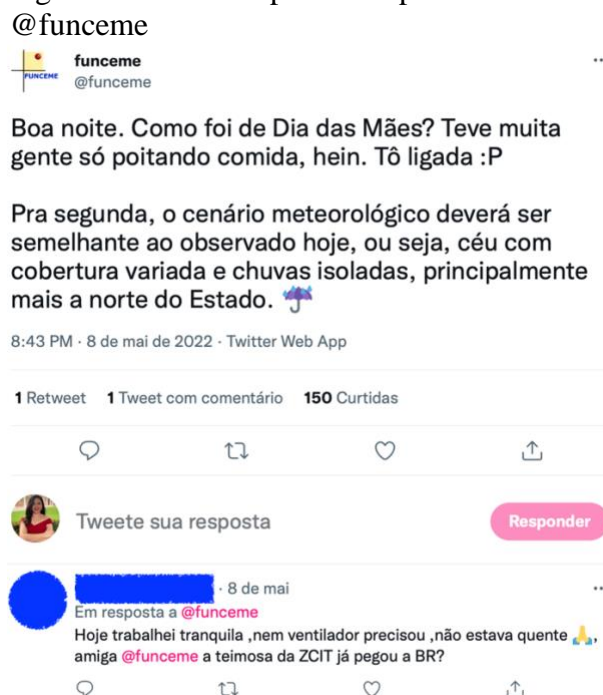 @funceme
FUNCEME
funceme
@funceme
Boa noite. Como foi de Dia das Mães? Teve muita
gente só poitando comida, hein. Tô ligada :P
Pra segunda, o cenário meteorológico deverá ser
semelhante ao observado hoje, ou seja, céu com
cobertura variada e chuvas isoladas, principalmente
mais a norte do Estado. ☔
8:43 PM · 8 de mai de 2022 · Twitter Web App
1 Retweet 1 Tweet com comentário 150 Curtidas
Tweete sua resposta
Responder
· 8 de mai
Em resposta a @funceme
Hoje trabalhei tranquila ,nem ventilador precisou ,não estava quente 🙏,
amiga @funceme a teimosa da ZCIT já pegou a BR?